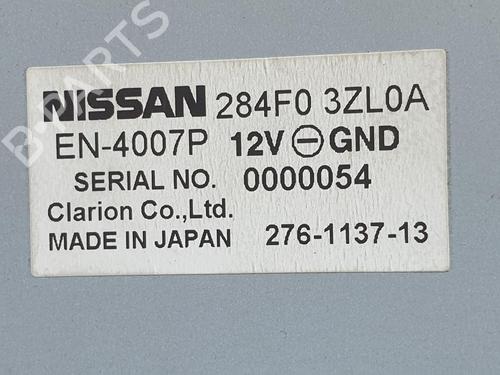 NISSAN 284F0 3ZL0A
EN-4007P 12V ⊖ GND
SERIAL NO. 0000054
Clarion Co.,Ltd.
MADE IN JAPAN 276-1137-13
B-PARTS